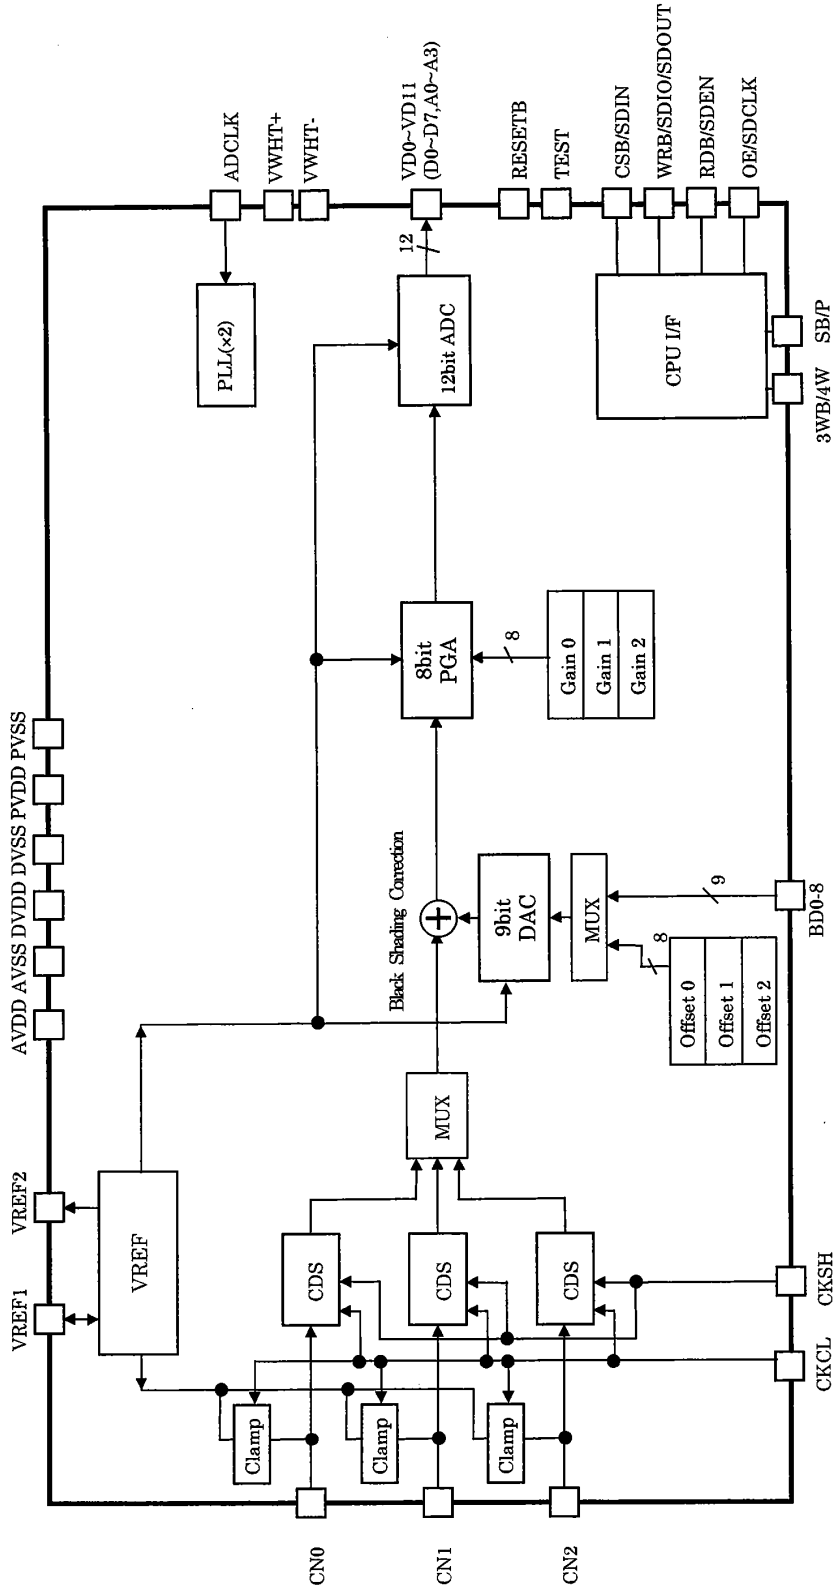 VREF1
VREF2
AVDD AVSS DVDD DVSS PVDD PVSS
VREF
PLL(×2)
ADCLK
VWHT+
VWHT-
CN0
CN1
CN2
Clamp
Clamp
Clamp
CDS
CDS
CDS
MUX
Black Shading Correction
+
9bit
DAC
MUX
8
9
Offset 0
Offset 1
Offset 2
8bit
PGA
8
Gain 0
Gain 1
Gain 2
12bit ADC
12
VD0~VD11
(D0~D7,A0~A3)
RESETB
TEST
CPU I/F
CSB/SDIN
WRB/SDIO/SDOUT
RDB/SDEN
OE/SDCLK
CKCL
CKSH
BD0-8
3WB/4W
SB/P